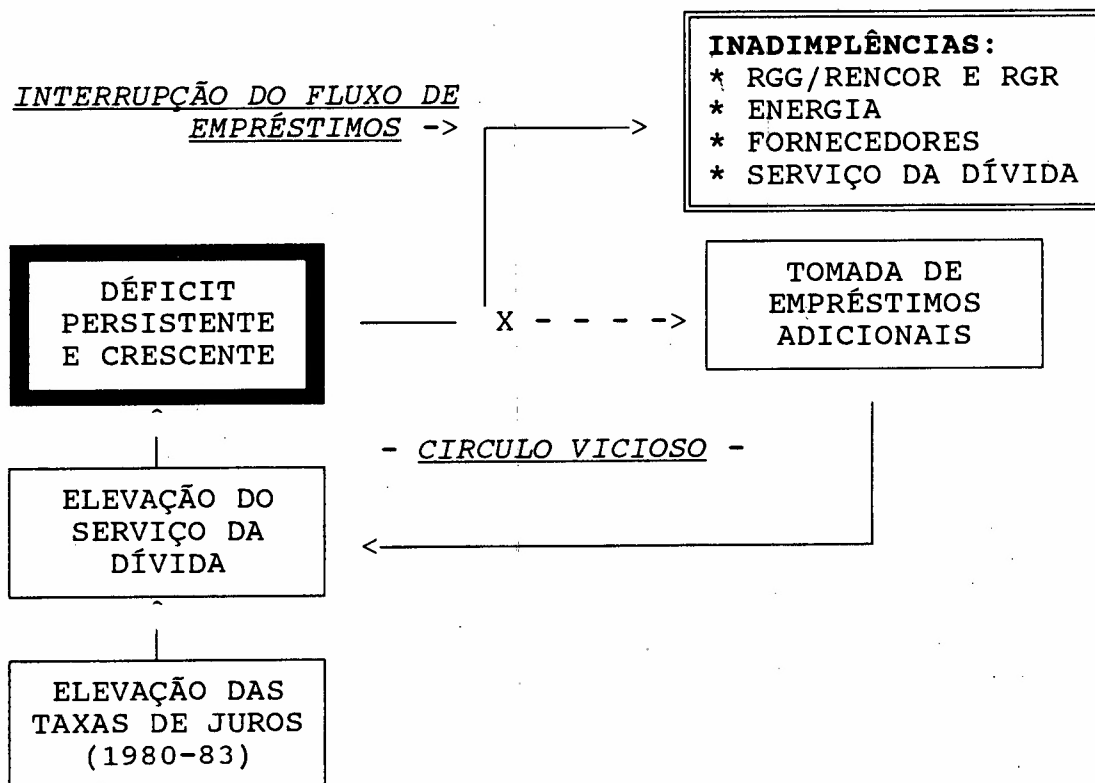 INADIMPLÊNCIAS:
* RGG/RENCOR E RGR
* ENERGIA
* FORNECEDORES
* SERVIÇO DA DÍVIDA
INTERRUPÇÃO DO FLUXO DE
EMPRÉSTIMOS ->
DÉFICIT
PERSISTENTE
E CRESCENTE
X - - - ->
TOMADA DE
EMPRÉSTIMOS
ADICIONAIS
- CIRCULO VICIOSO -
ELEVAÇÃO DO
SERVIÇO DA
DÍVIDA
ELEVAÇÃO DAS
TAXAS DE JUROS
(1980-83)